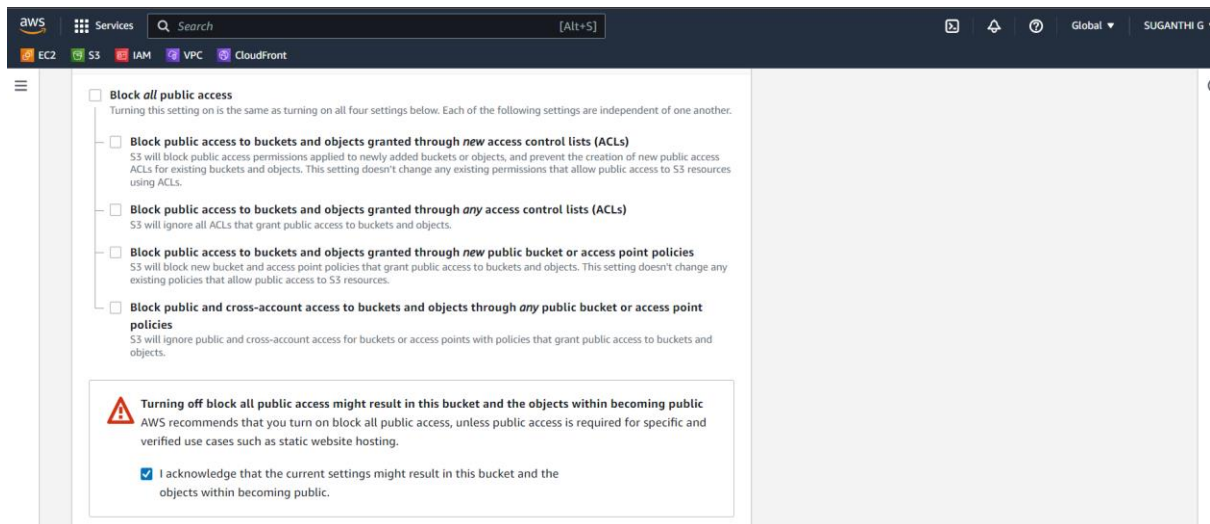 aws
Services
Search
[Alt+S]
Global
SUGANTHI G
EC2
S3
IAM
VPC
CloudFront
Block all public access
Turning this setting on is the same as turning on all four settings below. Each of the following settings are independent of one another.
Block public access to buckets and objects granted through new access control lists (ACLs)
S3 will block public access permissions applied to newly added buckets or objects, and prevent the creation of new public access
ACLs for existing buckets and objects. This setting doesn't change any existing permissions that allow public access to S3 resources
using ACLs.
Block public access to buckets and objects granted through any access control lists (ACLs)
S3 will ignore all ACLs that grant public access to buckets and objects.
Block public access to buckets and objects granted through new public bucket or access point policies
S3 will block new bucket and access point policies that grant public access to buckets and objects. This setting doesn't change any
existing policies that allow public access to S3 resources.
Block public and cross-account access to buckets and objects through any public bucket or access point
policies
S3 will ignore public and cross-account access for buckets or access points with policies that grant public access to buckets and
objects.
Turning off block all public access might result in this bucket and the objects within becoming public
AWS recommends that you turn on block all public access, unless public access is required for specific and
verified use cases such as static website hosting.
I acknowledge that the current settings might result in this bucket and the
objects within becoming public.